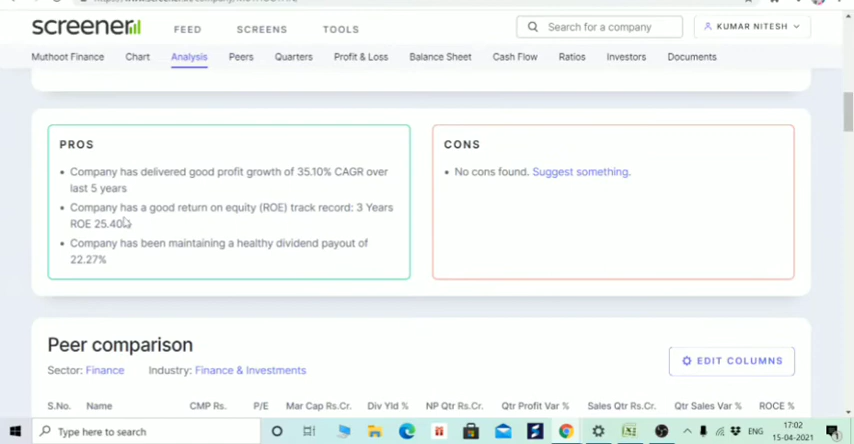 screener
FEED SCREENS TOOLS
Search for a company
KUMAR NITESH
Muthoot Finance Chart Analysis Peers Quarters Profit & Loss Balance Sheet Cash Flow Ratios Investors Documents
PROS
Company has delivered good profit growth of 35.10% CAGR over
last 5 years
Company has a good return on equity (ROE) track record: 3 Years
ROE 25.40%
Company has been maintaining a healthy dividend payout of
22.27%
CONS
No cons found. Suggest something.
Peer comparison
Sector: Finance Industry: Finance & Investments
EDIT COLUMNS
S.No. Name CMP Rs. P/E Mar Cap Rs.Cr. Div Yld % NP Qtr Rs.Cr. Qtr Profit Var % Sales Qtr Rs.Cr. Qtr Sales Var % ROCE %
Type here to search
ENG
17:02
15-04-2021